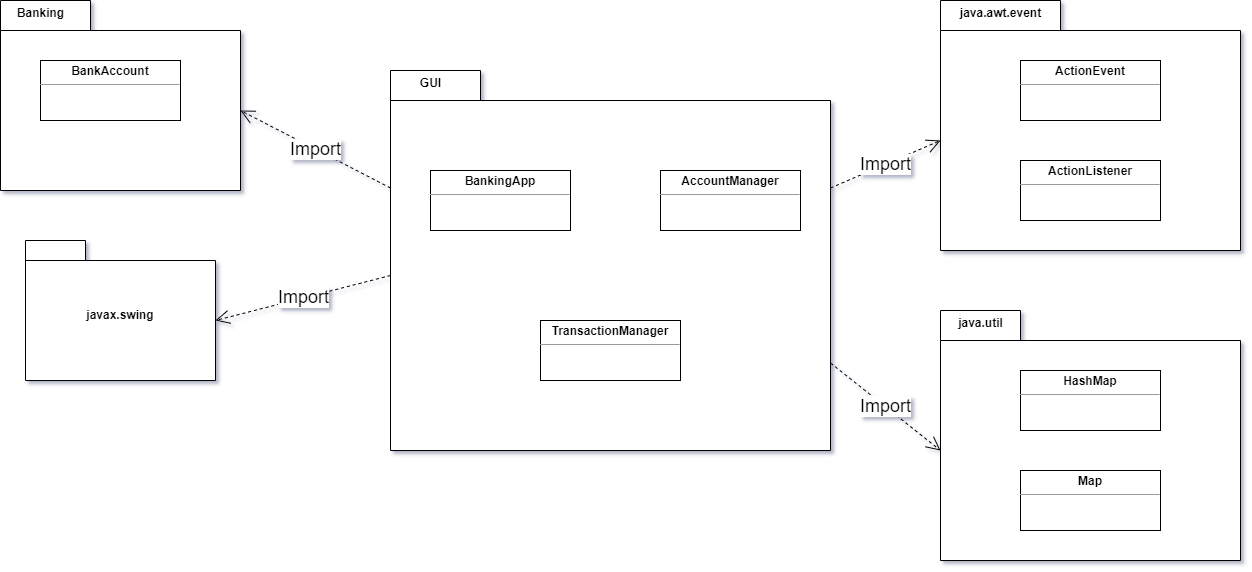 Banking
BankAccount
Import
javax.swing
Import
GUI
BankingApp
AccountManager
TransactionManager
Import
java.awt.event
ActionEvent
ActionListener
Import
java.util
HashMap
Map